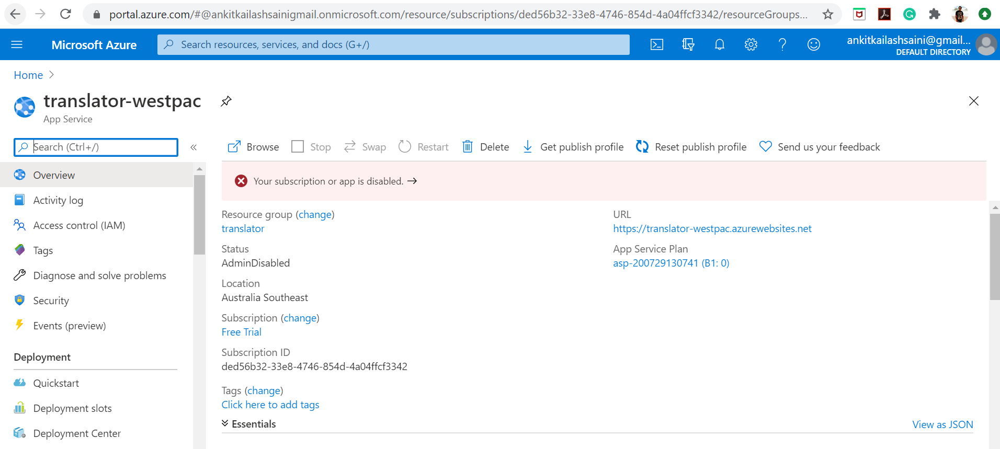 portal.azure.com/#@ankitkailashsainigmail.onmicrosoft.com/resource/subscriptions/ded56b32-33e8-4746-854d-4a04ffcf3342/resourceGroups...
Microsoft Azure
Search resources, services, and docs (G+/)
ankitkailashsaini@gmail...
DEFAULT DIRECTORY
Home
translator-westpac
App Service
Search (Ctrl+/)
«
Browse Stop Swap Restart Delete Get publish profile Reset publish profile Send us your feedback
Overview
Activity log
Access control (IAM)
Tags
Diagnose and solve problems
Security
Events (preview)
Deployment
Quickstart
Deployment slots
Deployment Center
Your subscription or app is disabled. →
Resource group (change)
translator
Status
AdminDisabled
Location
Australia Southeast
Subscription (change)
Free Trial
Subscription ID
ded56b32-33e8-4746-854d-4a04ffcf3342
Tags (change)
Click here to add tags
URL
https://translator-westpac.azurewebsites.net
App Service Plan
asp-200729130741 (B1: 0)
Essentials
View as JSON